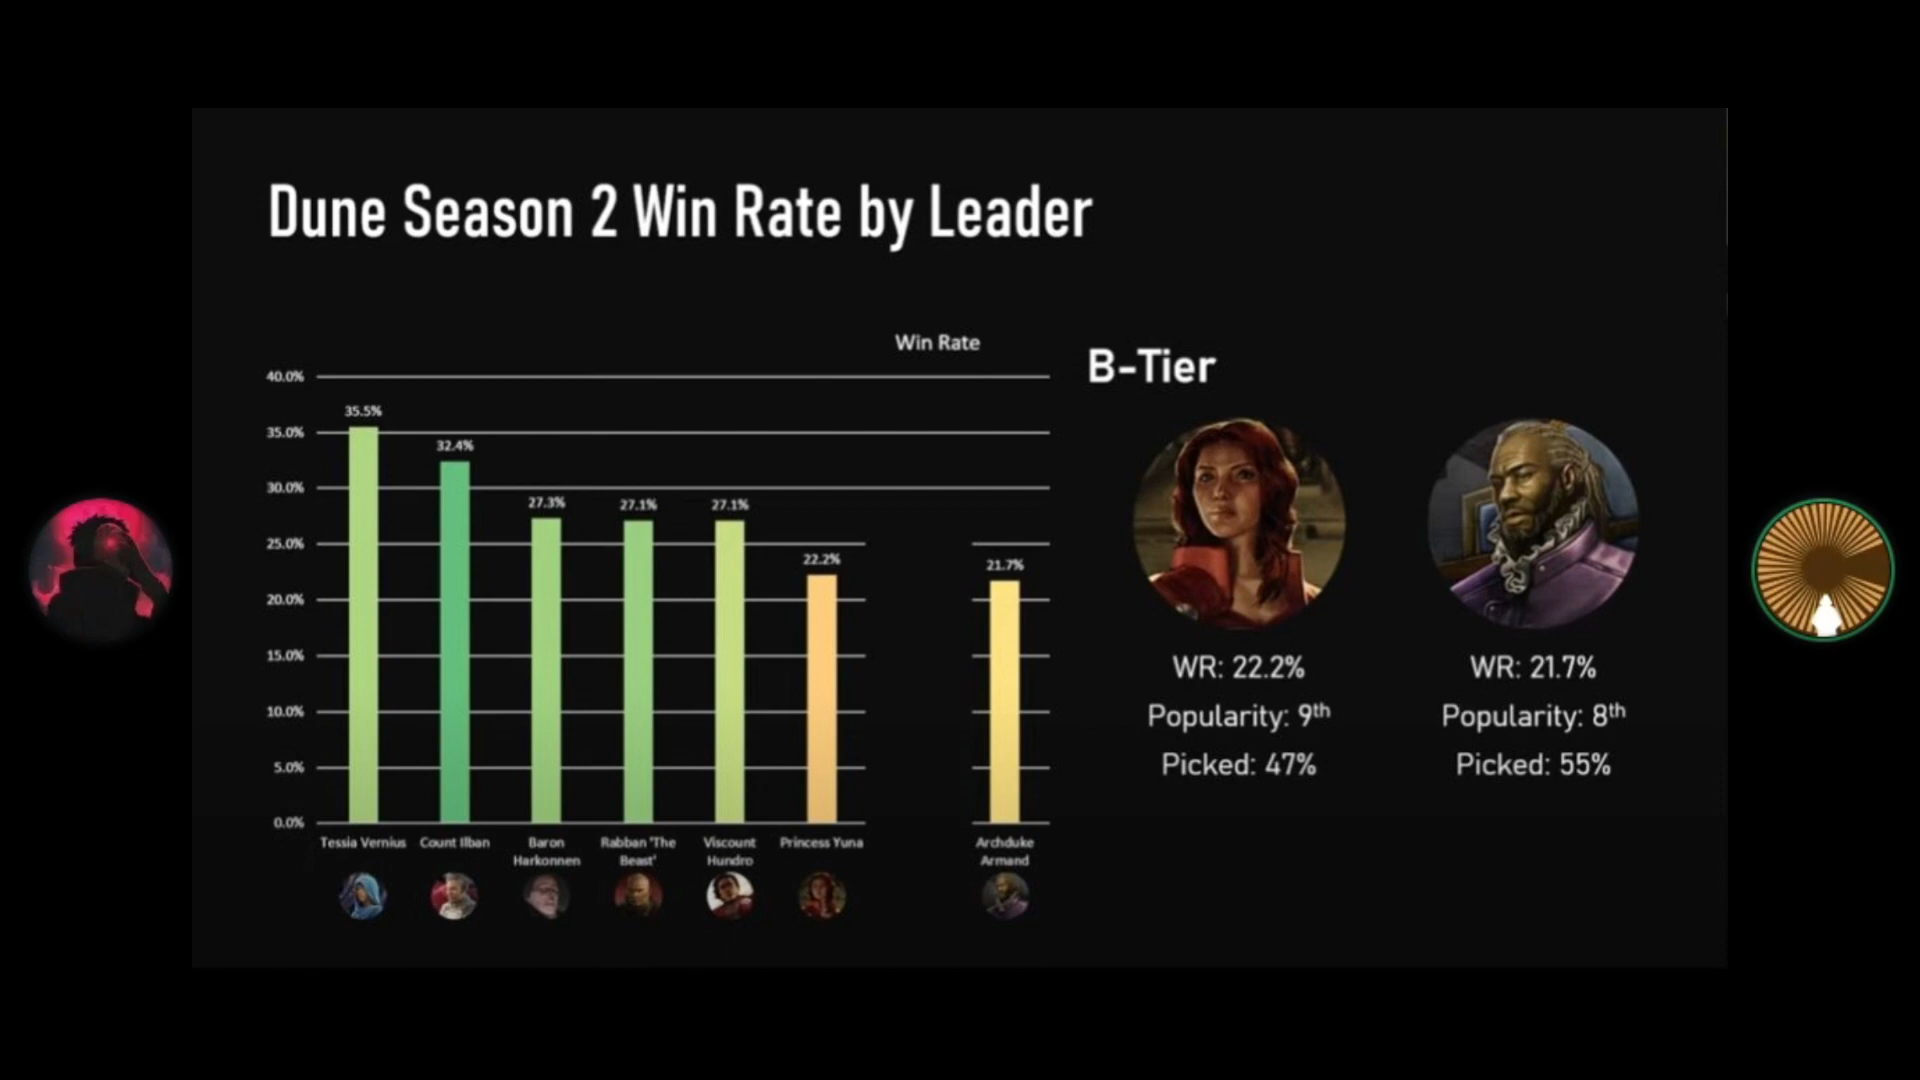 Dune Season 2 Win Rate by Leader
Win Rate
40.0%
35.0%
30.0%
25.0%
20.0%
15.0%
10.0%
5.0%
0.0%
35.5%
32.4%
27.3%
27.1%
27.1%
22.2%
21.7%
Tessia Vernius
Count Ilban
Baron
Harkonnen
Rabban 'The
Beast'
Viscount
Hundro
Princess Yuna
Archduke
Armand
B-Tier
WR: 22.2%
Popularity: 9th
Picked: 47%
WR: 21.7%
Popularity: 8th
Picked: 55%